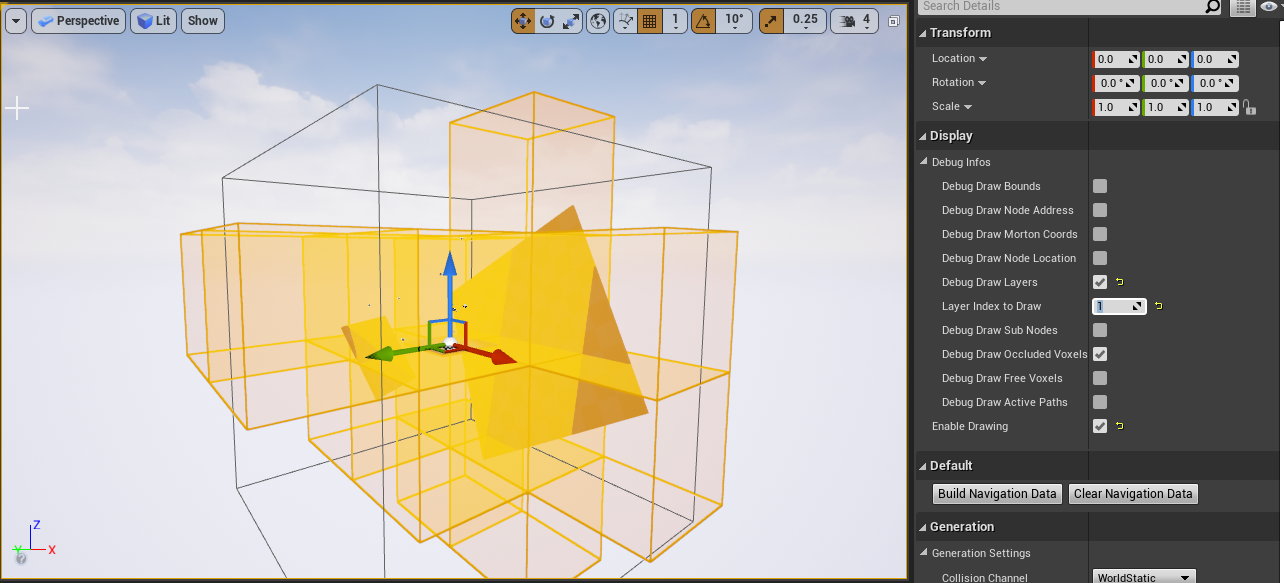 Perspective Lit Show 1 10° 0.25 4
Search Details
Transform
Location 0.0 0.0 0.0
Rotation 0.0 ° 0.0 ° 0.0 °
Scale 1.0 1.0 1.0
Display
Debug Infos
Debug Draw Bounds
Debug Draw Node Address
Debug Draw Morton Coords
Debug Draw Node Location
Debug Draw Layers
Layer Index to Draw 1
Debug Draw Sub Nodes
Debug Draw Occluded Voxels
Debug Draw Free Voxels
Debug Draw Active Paths
Enable Drawing
Default
Build Navigation Data Clear Navigation Data
Generation
Generation Settings
Collision Channel WorldStatic
Z
Y X
?